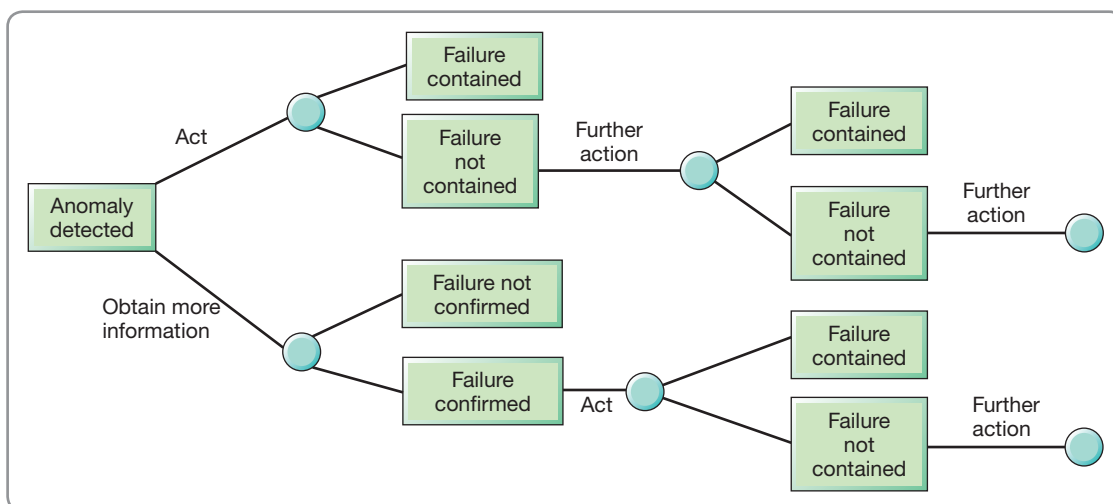 Failure
contained
Act
Failure
not
contained
Further
action
Failure
contained
Anomaly
detected
Failure
not
contained
Further
action
Obtain more
information
Failure not
confirmed
Failure
confirmed
Act
Failure
contained
Failure
not
contained
Further
action